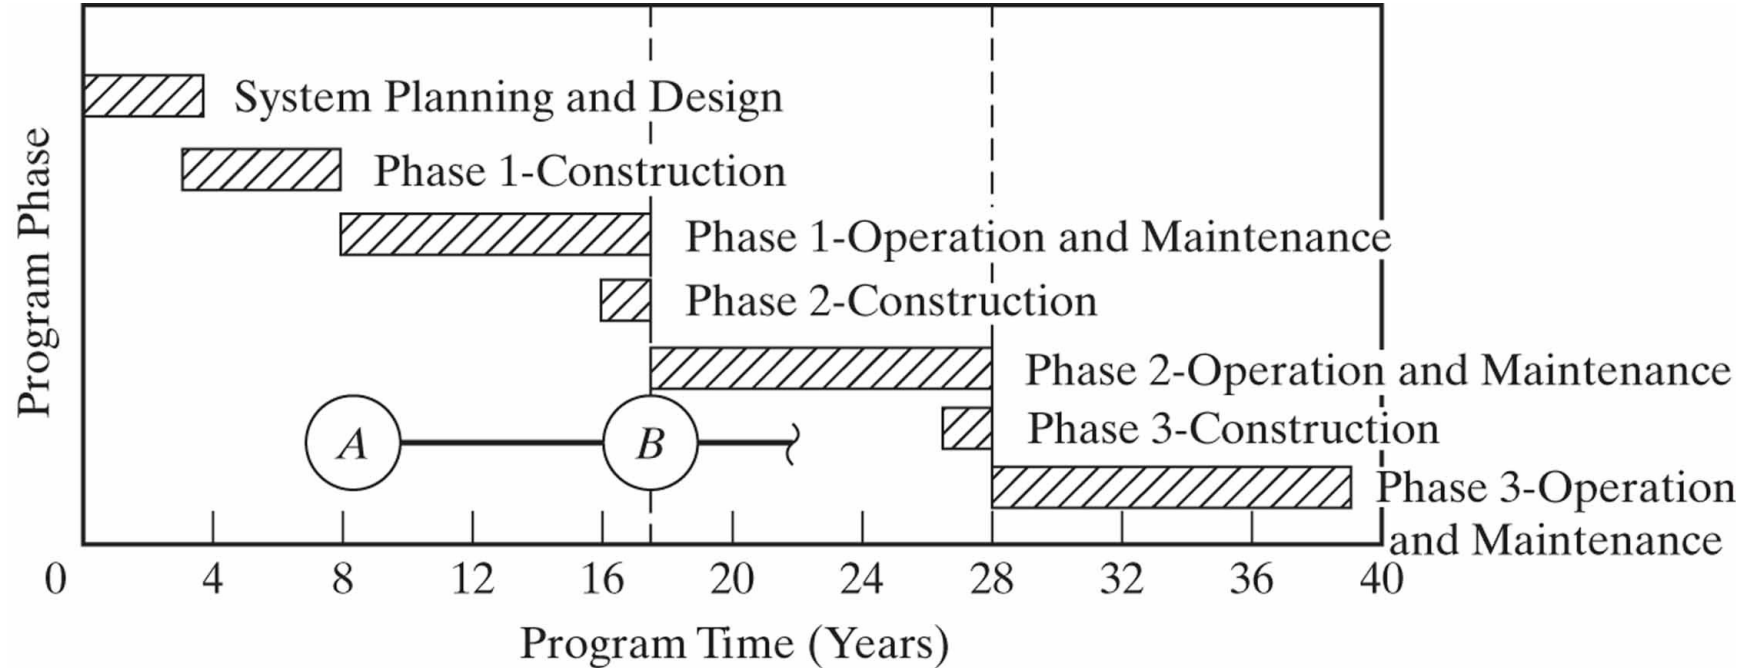 System Planning and Design
Phase 1-Construction
Phase 1-Operation and Maintenance
Phase 2-Construction
Phase 2-Operation and Maintenance
Phase 3-Construction
Phase 3-Operation
and Maintenance
A
B
Program Phase
0 4 8 12 16 20 24 28 32 36 40
Program Time (Years)